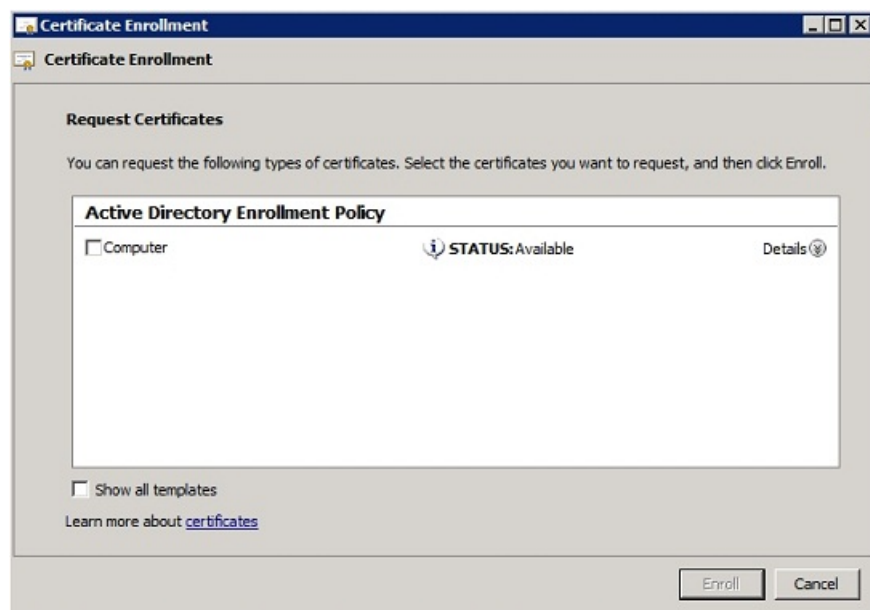 Certificate Enrollment
Certificate Enrollment
Request Certificates
You can request the following types of certificates. Select the certificates you want to request, and then click Enroll.
Active Directory Enrollment Policy
Computer STATUS: Available Details
Show all templates
Learn more about certificates
Enroll Cancel